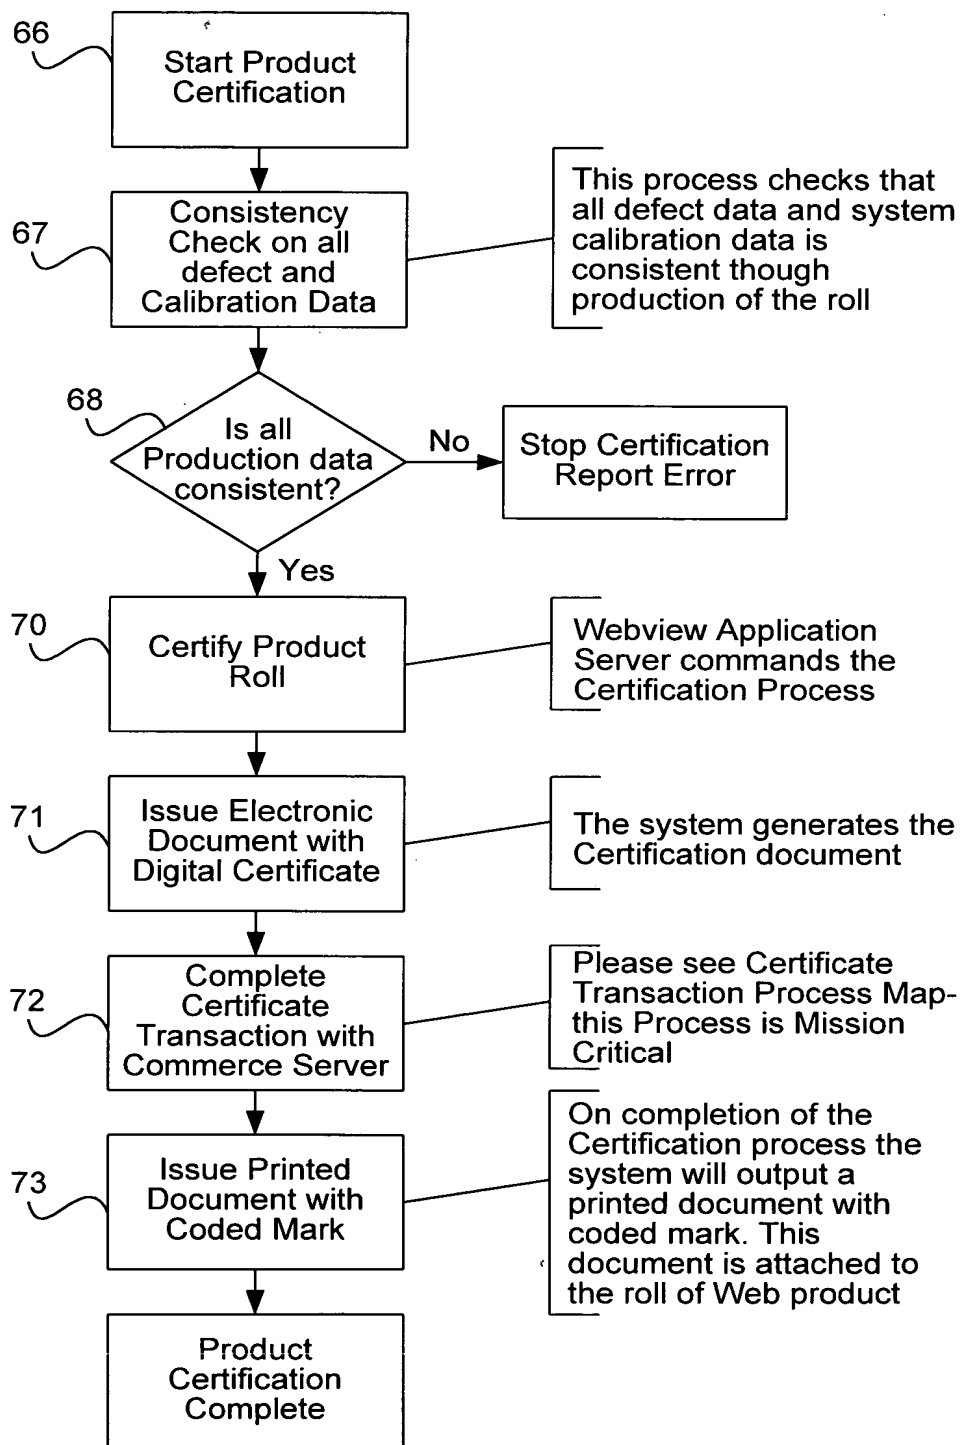 66
Start Product
Certification
67
Consistency
Check on all
defect and
Calibration Data
This process checks that
all defect data and system
calibration data is
consistent though
production of the roll
68
Is all
Production data
consistent?
No
Stop Certification
Report Error
Yes
70
Certify Product
Roll
Webview Application
Server commands the
Certification Process
71
Issue Electronic
Document with
Digital Certificate
The system generates the
Certification document
72
Complete
Certificate
Transaction with
Commerce Server
Please see Certificate
Transaction Process Map-
this Process is Mission
Critical
73
Issue Printed
Document with
Coded Mark
On completion of the
Certification process the
system will output a
printed document with
coded mark. This
document is attached to
the roll of Web product
Product
Certification
Complete